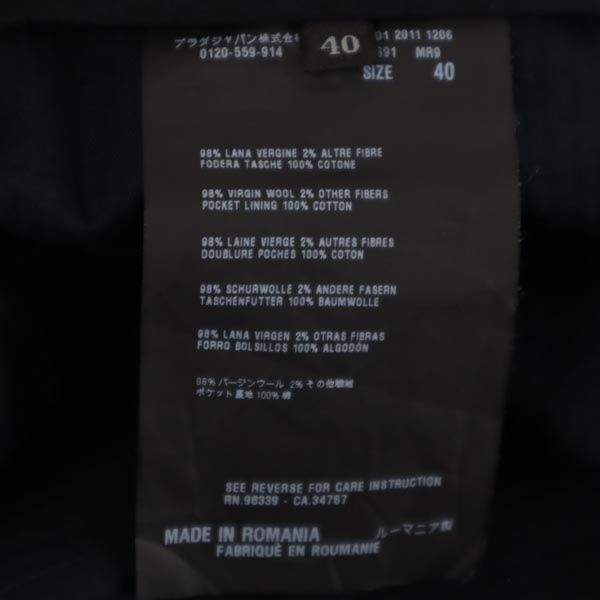 プラダジャパン株式会 01 2011 1206
0120-559-914 40 391 MR9
SIZE 40
98% LANA VERGINE 2% ALTRE FIBRE
FODERA TASCHE 100% COTONE
98% VIRGIN WOOL 2% OTHER FIBERS
POCKET LINING 100% COTTON
98% LAINE VIERGE 2% AUTRES FIBRES
DOUBLURE POCHES 100% COTON
98% SCHURWOLLE 2% ANDERE FASERN
TASCHENFUTTER 100% BAUMWOLLE
98% LANA VIRGEN 2% OTRAS FIBRAS
FORRO BOLSILLOS 100% ALGODÓN
98% バージンウール 2% その他繊維
ポケット裏地 100% 綿
SEE REVERSE FOR CARE INSTRUCTION
RN.98339 - CA.34767
MADE IN ROMANIA ルーマニア製
FABRIQUÉ EN ROUMANIE